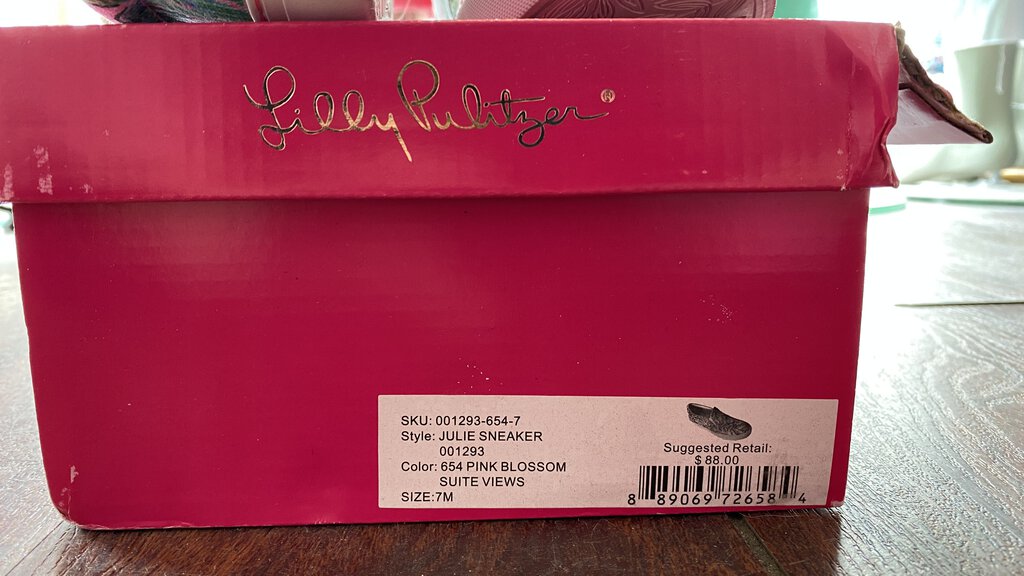 Lilly Pulitzer®
SKU: 001293-654-7
Style: JULIE SNEAKER
001293
Color: 654 PINK BLOSSOM
SUITE VIEWS
SIZE:7M
Suggested Retail:
$ 88.00
8 89069 72658 4